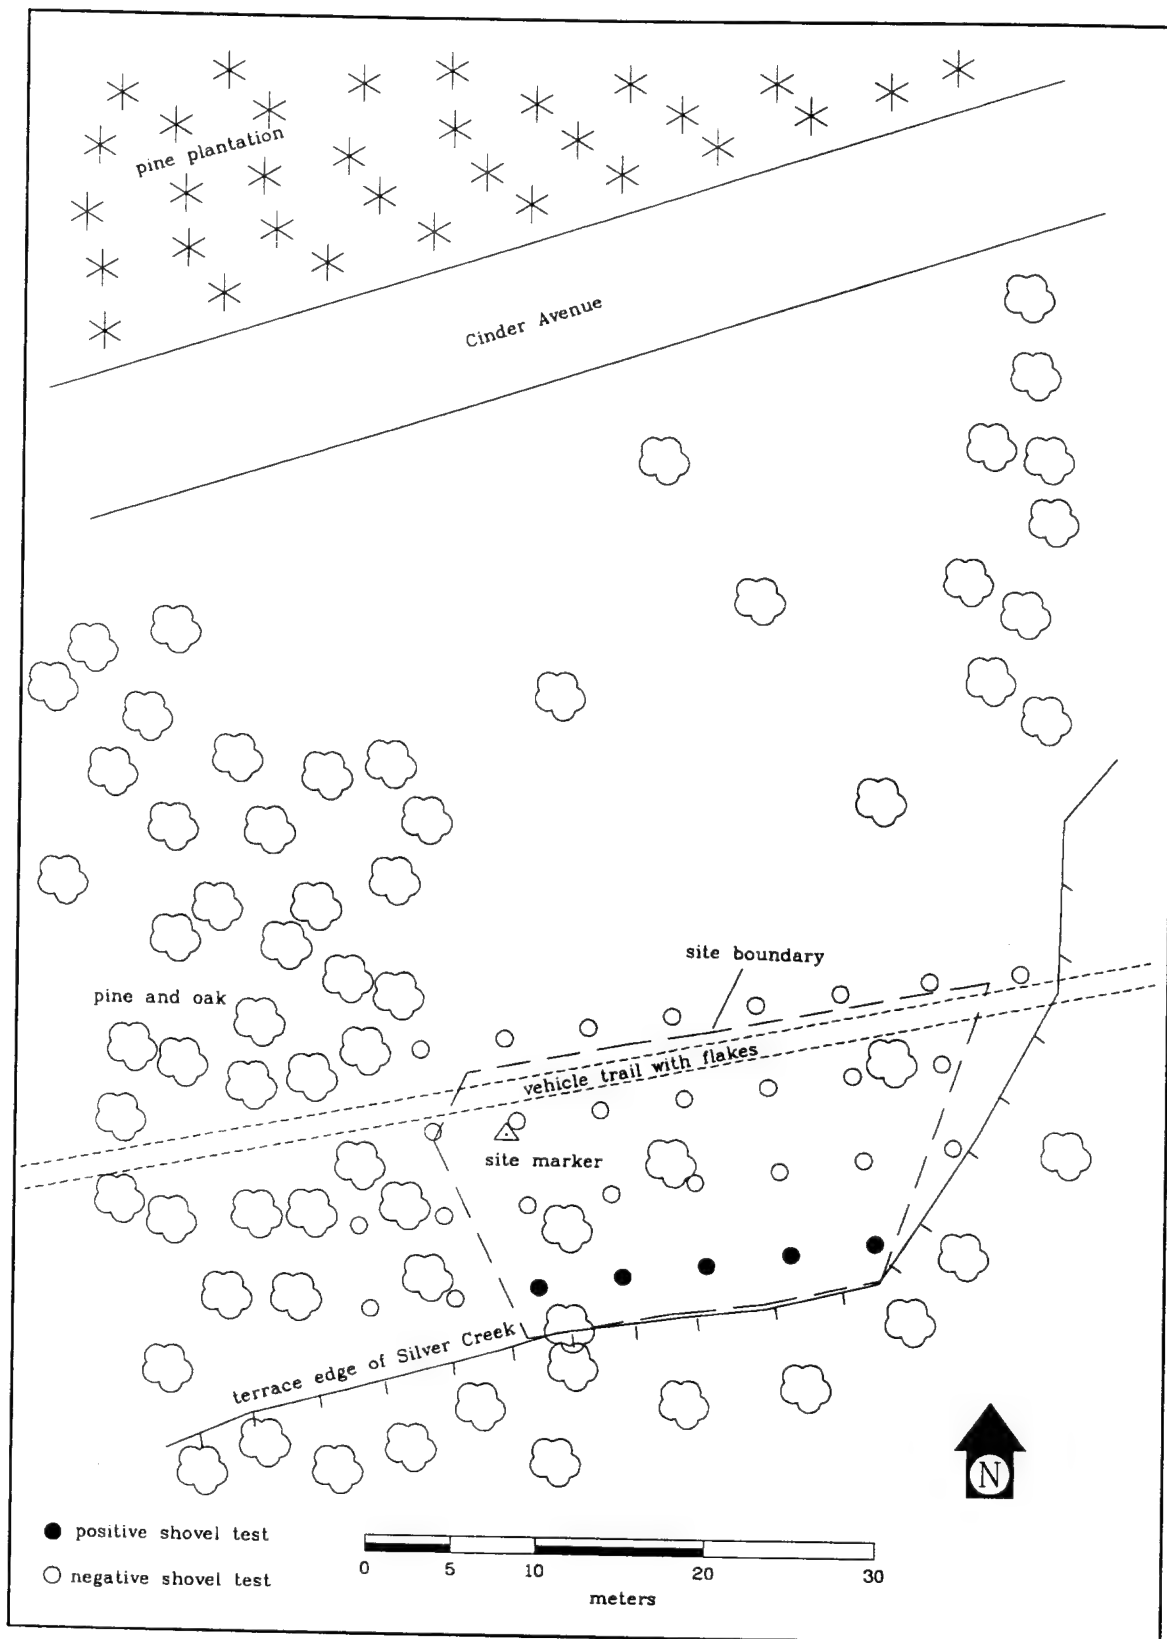 pine plantation
Cinder Avenue
site boundary
pine and oak
vehicle trail with flakes
site marker
terrace edge of Silver Creek
N
positive shovel test
negative shovel test
0 5 10 20 30
meters